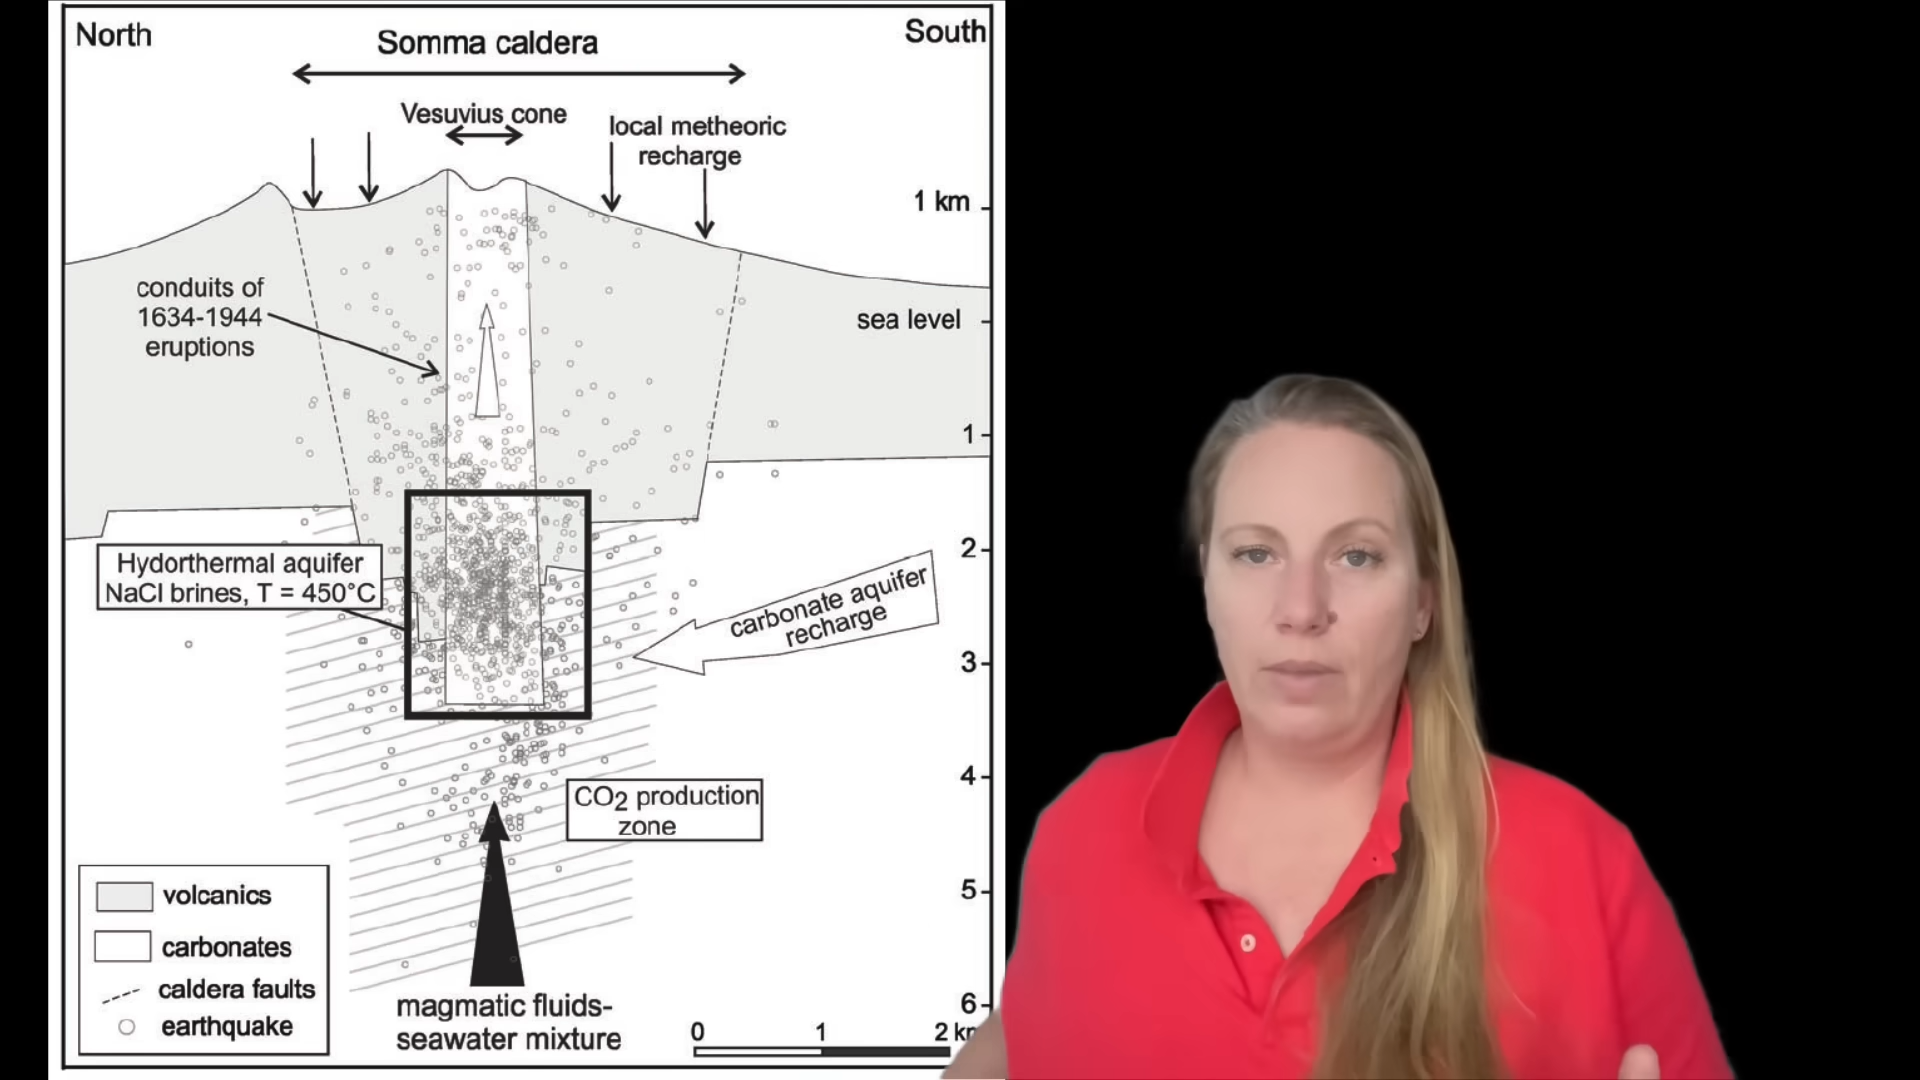 North
South
Somma caldera
Vesuvius cone
local metheoric
recharge
1 km
conduits of
1634-1944
eruptions
sea level
1
2
Hydorthermal aquifer
NaCl brines, T = 450°C
carbonate aquifer
recharge
3
4
CO2 production
zone
5
volcanics
carbonates
caldera faults
earthquake
magmatic fluids-
seawater mixture
6
0 1 2 km